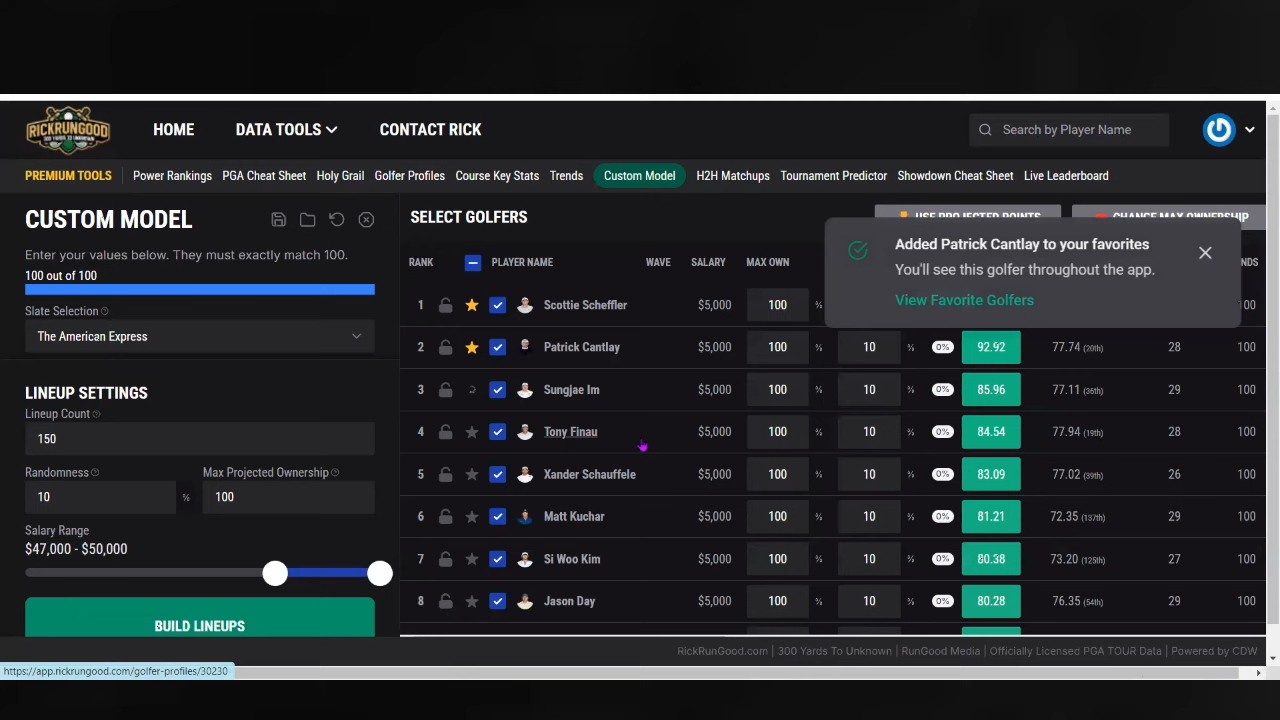 RICKRUNGOOD
300 YARDS TO UNKNOWN
HOME
DATA TOOLS
CONTACT RICK
Search by Player Name
PREMIUM TOOLS
Power Rankings
PGA Cheat Sheet
Holy Grail
Golfer Profiles
Course Key Stats
Trends
Custom Model
H2H Matchups
Tournament Predictor
Showdown Cheat Sheet
Live Leaderboard
CUSTOM MODEL
Enter your values below. They must exactly match 100.
100 out of 100
Slate Selection
The American Express
LINEUP SETTINGS
Lineup Count
150
Randomness
Max Projected Ownership
10 %
100
Salary Range
$47,000 - $50,000
BUILD LINEUPS
SELECT GOLFERS
USE PROJECTED POINTS
CHANGE MAX OWNERSHIP
Added Patrick Cantlay to your favorites
You'll see this golfer throughout the app.
View Favorite Golfers
RANK PLAYER NAME WAVE SALARY MAX OWN
1 Scottie Scheffler $5,000 100 %
2 Patrick Cantlay $5,000 100 % 10 % 0% 92.92 77.74 (20th) 28 100
3 Sungjae Im $5,000 100 % 10 % 0% 85.96 77.11 (36th) 29 100
4 Tony Finau $5,000 100 % 10 % 0% 84.54 77.94 (19th) 28 100
5 Xander Schauffele $5,000 100 % 10 % 0% 83.09 77.02 (39th) 26 100
6 Matt Kuchar $5,000 100 % 10 % 0% 81.21 72.35 (137th) 29 100
7 Si Woo Kim $5,000 100 % 10 % 0% 80.38 73.20 (125th) 27 100
8 Jason Day $5,000 100 % 10 % 0% 80.28 76.35 (54th) 29 100
RickRunGood.com | 300 Yards To Unknown | RunGood Media | Officially Licensed PGA TOUR Data | Powered by CDW
https://app.rickrungood.com/golfer-profiles/30230